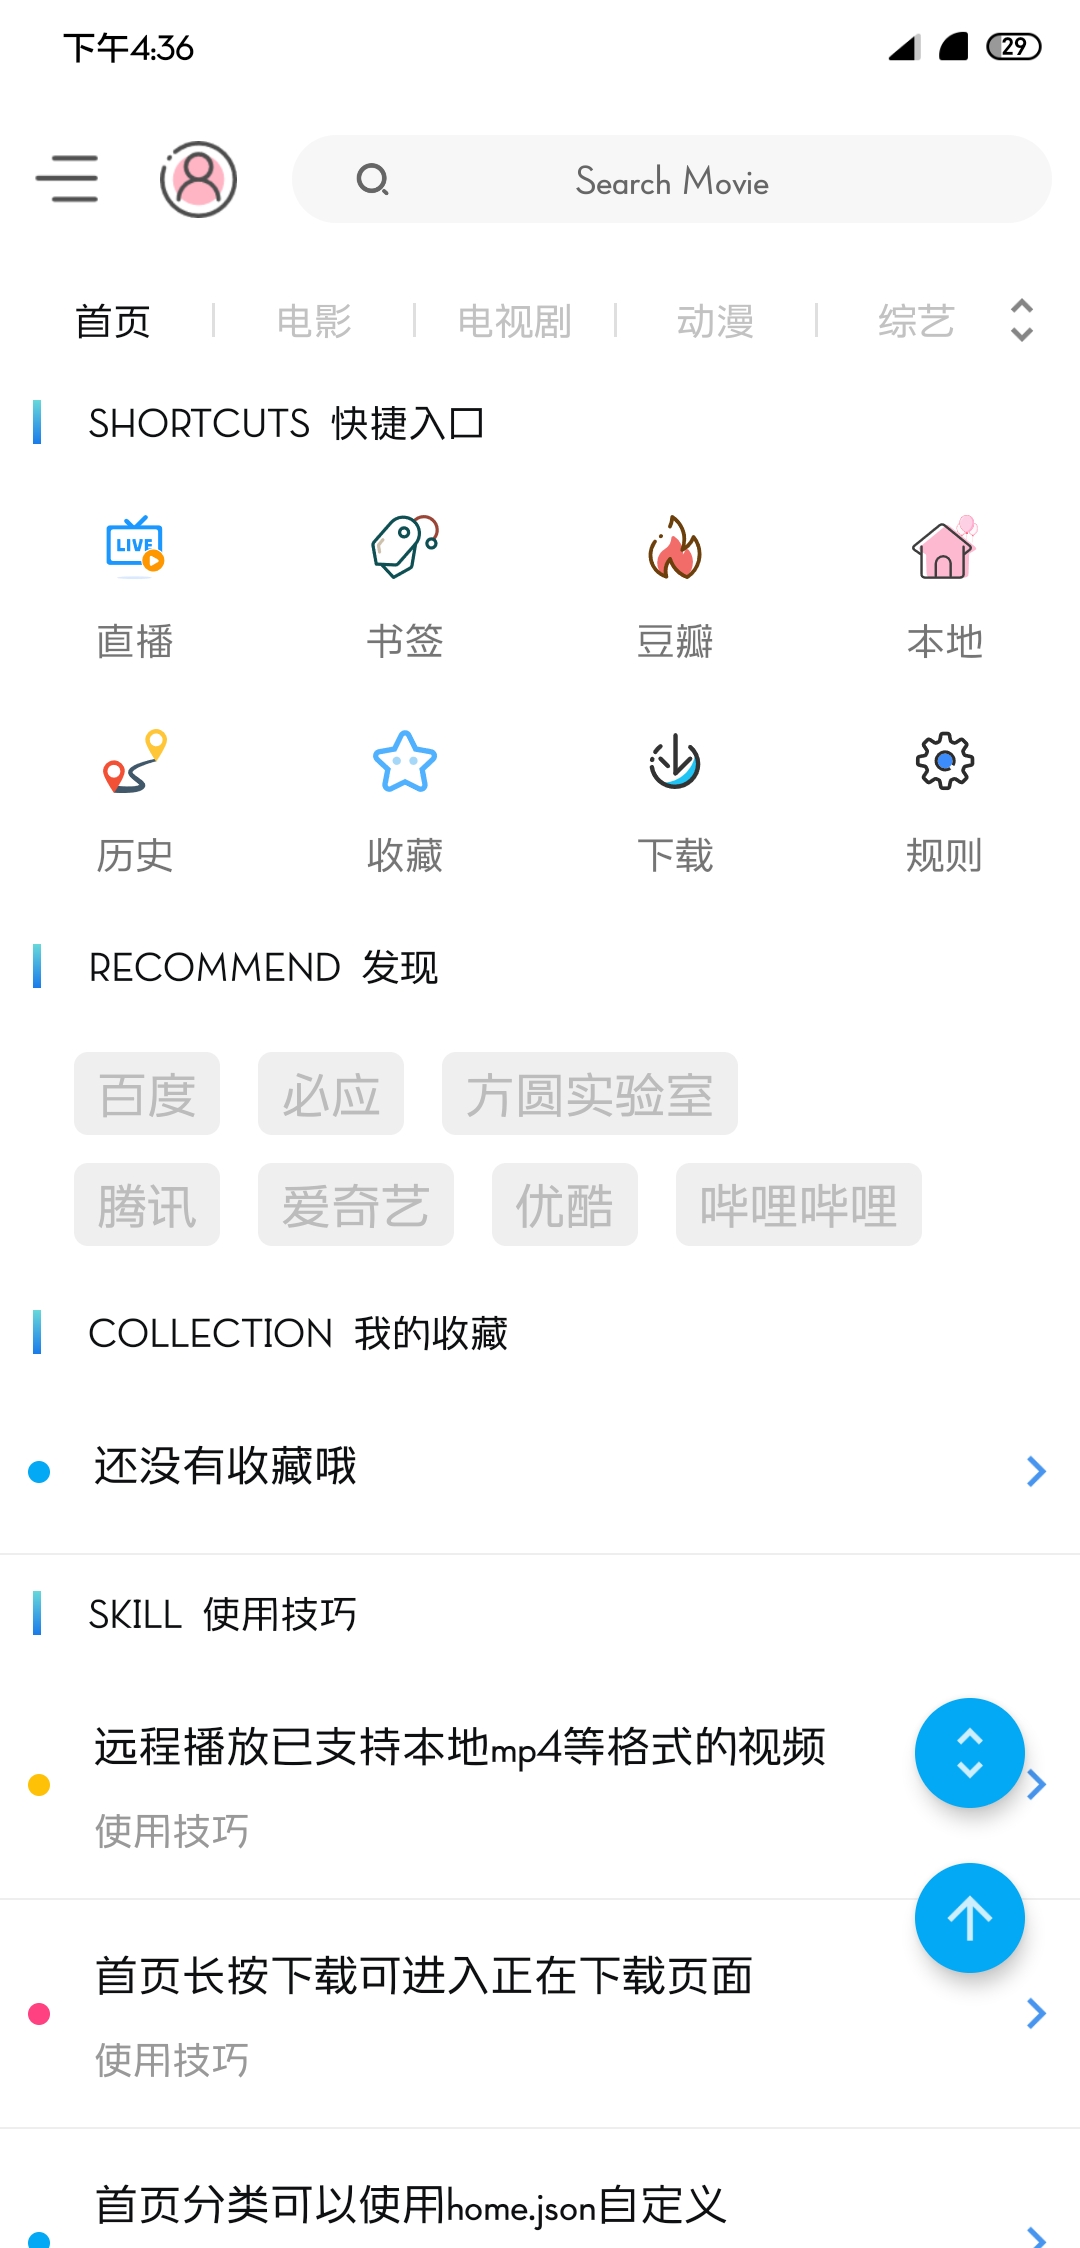 下午4:36
29
Search Movie
首页 电影 电视剧 动漫 综艺
SHORTCUTS 快捷入口
LIVE
直播 书签 豆瓣 本地
历史 收藏 下载 规则
RECOMMEND 发现
百度 必应 方圆实验室
腾讯 爱奇艺 优酷 哔哩哔哩
COLLECTION 我的收藏
还没有收藏哦
SKILL 使用技巧
远程播放已支持本地mp4等格式的视频
使用技巧
首页长按下载可进入正在下载页面
使用技巧
首页分类可以使用home.json自定义